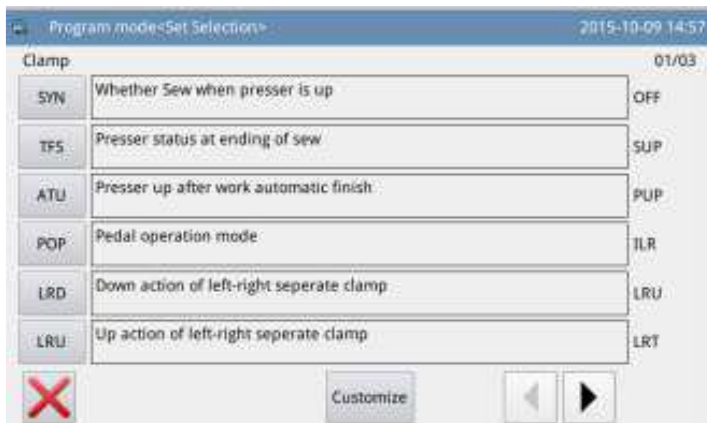 Program mode<Set Selection> 2015-10-09 14:57
Clamp 01/03
SYN Whether Sew when presser is up OFF
TFS Presser status at ending of sew SUP
ATU Presser up after work automatic finish PUP
POP Pedal operation mode ILR
LRD Down action of left-right seperate clamp LRU
LRU Up action of left-right seperate clamp LRT
Customize